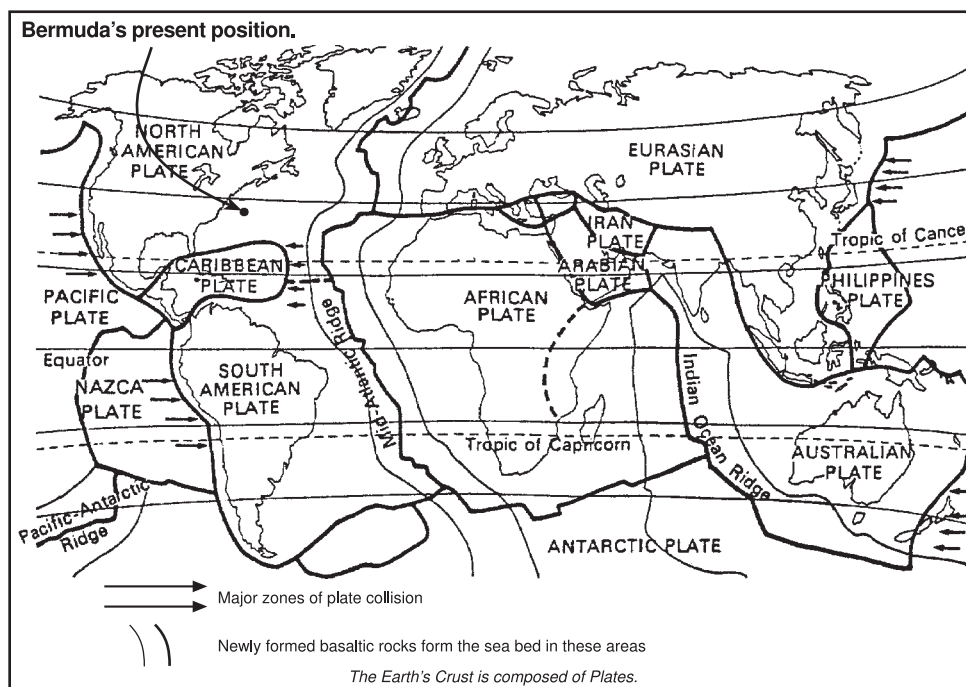 Bermuda's present position.
NORTH
AMERICAN
PLATE
EURASIAN
PLATE
IRAN
PLATE
Tropic of Cance
CARIBBEAN
PLATE
ARABIAN
PLATE
PHILIPPINES
PLATE
PACIFIC
PLATE
AFRICAN
PLATE
Mid-Atlantic Ridge
Equator
NAZCA
PLATE
SOUTH
AMERICAN
PLATE
Indian Ocean Ridge
Tropic of Capricorn
AUSTRALIAN
PLATE
Pacific-Antarctic
Ridge
ANTARCTIC PLATE
Major zones of plate collision
Newly formed basaltic rocks form the sea bed in these areas
The Earth's Crust is composed of Plates.